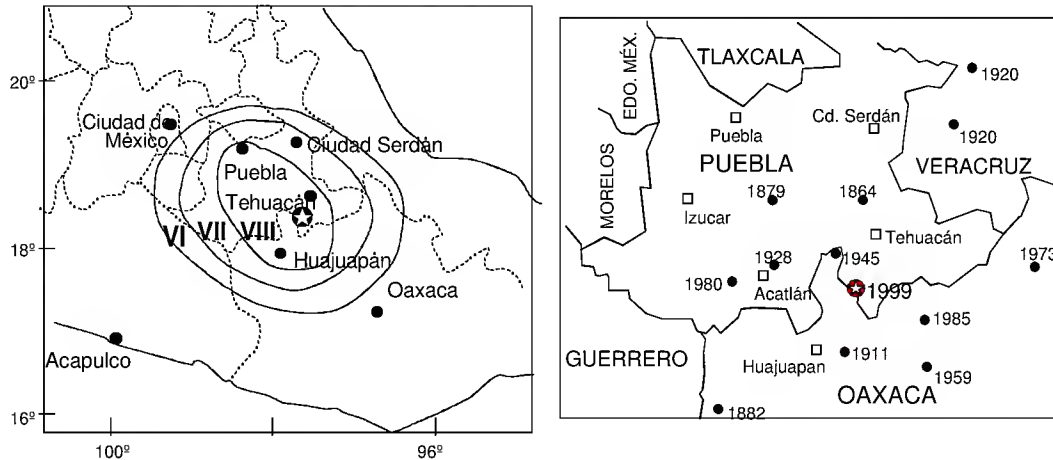 20º
18º
16º
100º
96º
Ciudad de
México
Ciudad Serdán
Puebla
Tehuacán
VI
VII
VIII
Huajuapán
Oaxaca
Acapulco
EDO. MÉX.
TLAXCALA
1920
Cd. Serdán
Puebla
1920
PUEBLA
VERACRUZ
MORELOS
1879
1864
Izucar
Tehuacán
1928
1945
1973
1980
Acatlán
1999
1985
GUERRERO
Huajuapan
1911
1959
OAXACA
1882